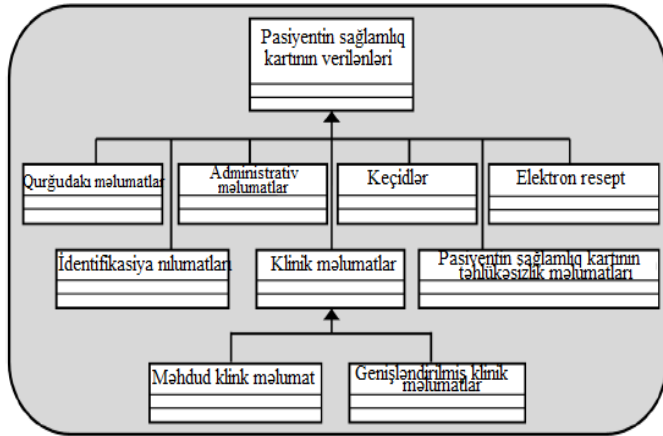 Pasiyentin sağlamlıq
kartının verilənləri
Qurğudakı məlumatlar
Administrativ
məlumatlar
Keçidlər
Elektron resept
İdentifikasiya nılumatları
Klinik məlumatlar
Pasiyentin sağlamlıq kartının
təhlükəsizlik məlumatları
Məhdud klink məlumat
Genişləndirilmiş klinik
məlumatlar